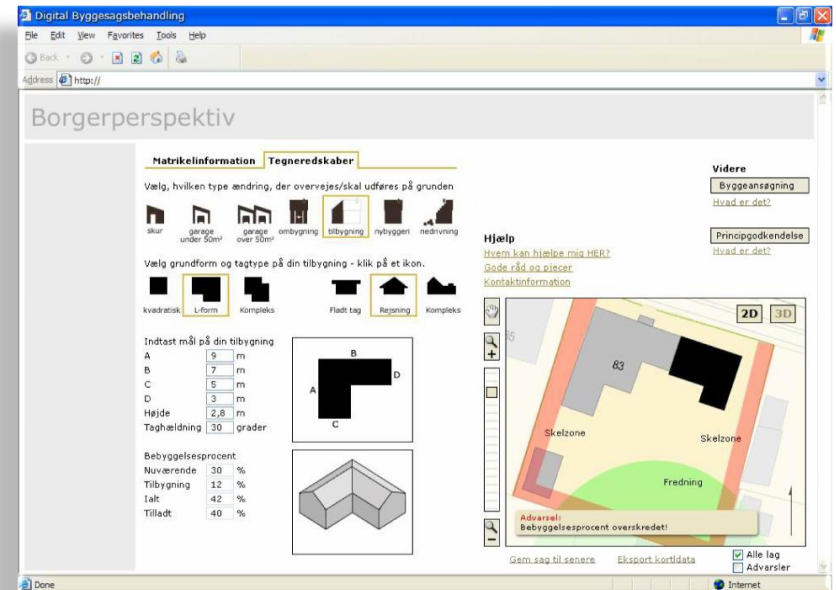 Digital Byggesagsbehandling
File Edit View Favorites Tools Help
Back
Address http://
Borgerperspektiv
Matrikelinformation Tegneredskaber
Vælg, hvilken type ændring, der overvejes/skal udføres på grunden
skur garage under 50m² garage over 50m² ombygning tilbygning nybyggeri nedrivning
Vælg grundform og tagtype på din tilbygning - klik på et ikon.
kvadratisk L-form Kompleks Fladt tag Rejsning Kompleks
Indtast mål på din tilbygning
A 9 m
B 7 m
C 5 m
D 3 m
Højde 2,8 m
Taghældning 30 grader
B
D
A
C
Bebyggelsesprocent
Nuværende 30 %
Tilbygning 12 %
Ialt 42 %
Tilladt 40 %
Hjælp
Hvem kan hjælpe mig HER?
Gode råd og piecer
Kontaktinformation
Videre
Byggeansøgning
Hvad er det?
Principgodkendelse
Hvad er det?
2D 3D
83
Skelzone
Skelzone
Fredning
Advarsel:
Bebyggelsesprocent overskredet!
Gem sag til senere Eksport kortldata
Alle lag
Advarsler
Done Internet